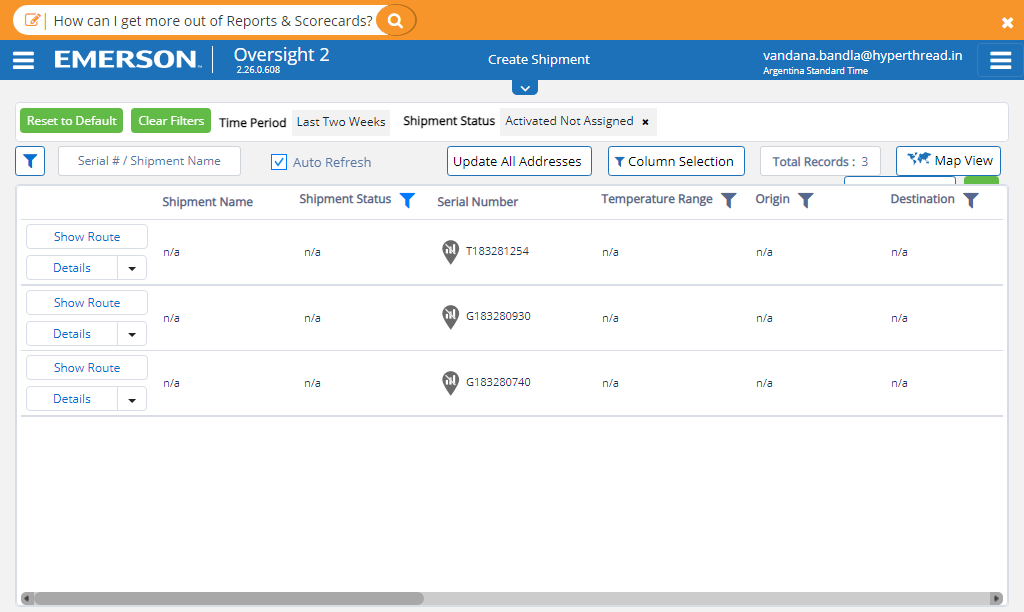 How can I get more out of Reports & Scorecards?
EMERSON
Oversight 2
2.26.0.608
Create Shipment
vandana.bandla@hyperthread.in
Argentina Standard Time
Reset to Default
Clear Filters
Time Period
Last Two Weeks
Shipment Status
Activated Not Assigned ×
Serial # / Shipment Name
Auto Refresh
Update All Addresses
Column Selection
Total Records : 3
Map View
Shipment Name
Shipment Status
Serial Number
Temperature Range
Origin
Destination
Show Route
Details
n/a
n/a
T183281254
n/a
n/a
n/a
Show Route
Details
n/a
n/a
G183280930
n/a
n/a
n/a
Show Route
Details
n/a
n/a
G183280740
n/a
n/a
n/a